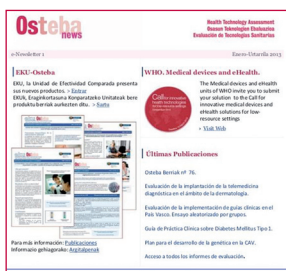 Osteba
news
Health Technology Assessment
Osasun Teknologien Ebaluazioa
Evaluación de Tecnologías Sanitarias
e-Newsletter 1
Enero-Urtarrila 2013
EKU-Osteba
EKU, la Unidad de Efectividad Comparada presenta
sus nuevos productos. > Entrar
EKUk, Eraginkortasuna Konparatzeko Unitateak bere
produktu berriak aurkezten ditu. > Sartu
Para más información: Publicaciones
Informazio gehiagorako: Argitalpenak
WHO. Medical devices and eHealth.
Call for innovative
health technologies
The Medical devices and eHealth
units of WHO invite you to submit
your solution to the Call for
innovative medical devices and
eHealth solutions for low-
resource settings.
> Visit Web
Últimas Publicaciones
Osteba Berriak nº 76.
Evaluación de la implantación de la telemedicina
diagnóstica en el ámbito de la dermatología.
Evaluación de la implementación de guías clínicas en el
País Vasco. Ensayo aleatorizado por grupos.
Guía de Práctica Clínica sobre Diabetes Mellitus Tipo 1.
Plan para el desarrollo de la genética en la CAV.
Acceso a todos los informes de evaluación.